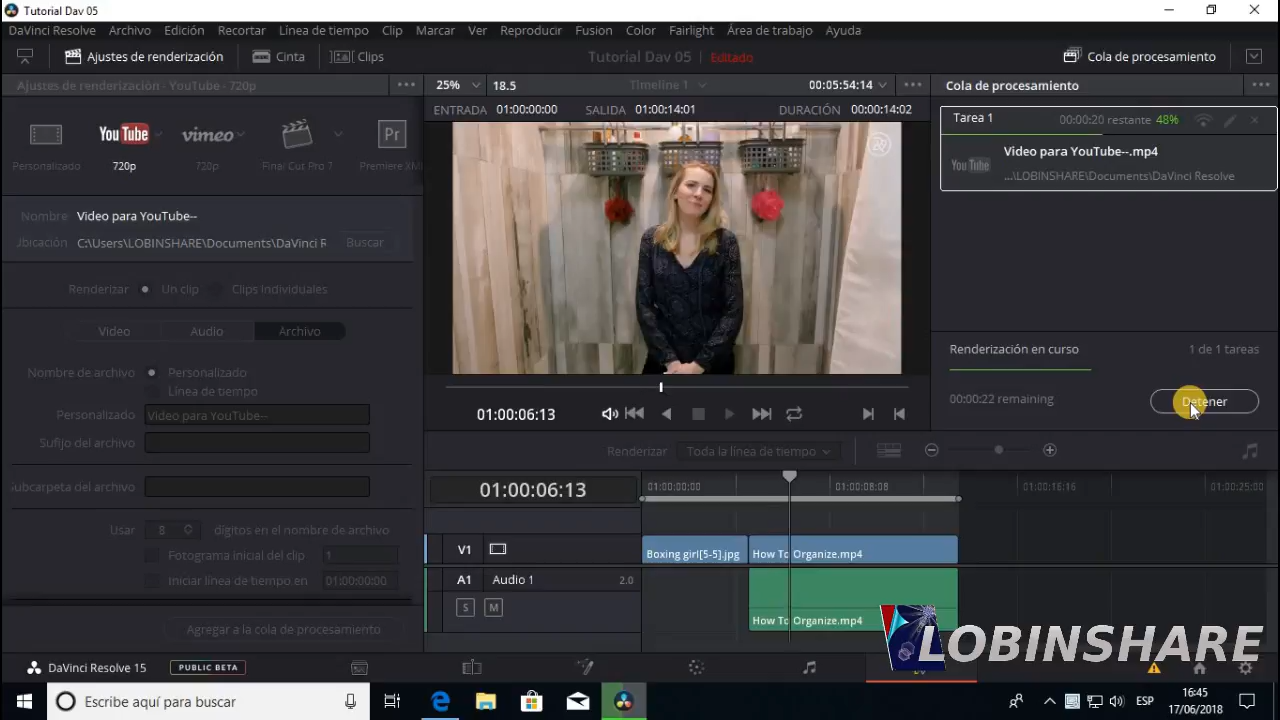 Tutorial Dav 05
DaVinci Resolve Archivo Edición Recortar Línea de tiempo Clip Marcar Ver Reproducir Fusion Color Fairlight Área de trabajo Ayuda
Ajustes de renderización Cinta Clips Tutorial Dav 05 Editado Cola de procesamiento
Ajustes de renderización - YouTube - 720p 25% 18.5 Timeline 1 00:05:54:14 Cola de procesamiento
ENTRADA 01:00:00:00 SALIDA 01:00:14:01 DURACIÓN 00:00:14:02
Tarea 1 00:00:20 restante 48%
YouTube vimeo Pr
Video para YouTube--.mp4
Personalizado 720p 720p Final Cut Pro 7 Premiere XM
YouTube
...\LOBINSHARE\Documents\DaVinci Resolve
Nombre Video para YouTube--
Ubicación C:\Users\LOBINSHARE\Documents\DaVinci R Buscar
Renderizar Un clip Clips Individuales
Video Audio Archivo
Renderización en curso 1 de 1 tareas
Nombre de archivo Personalizado
Línea de tiempo
00:00:22 remaining Detener
Personalizado Video para YouTube-- 01:00:06:13
Sufijo del archivo
Renderizar Toda la línea de tiempo
Subcarpeta del archivo 01:00:06:13 01:00:00:00 01:00:08:08 01:00:16:16 01:00:25:00
Usar 8 dígitos en el nombre de archivo
V1 Boxing girl[5-5].jpg How To Organize.mp4
Fotograma inicial del clip 1
Iniciar línea de tiempo en 01:00:00:00
A1 Audio 1 2.0
S M
How To Organize.mp4
Agregar a la cola de procesamiento
LOBINSHARE
DaVinci Resolve 15 PUBLIC BETA
Escribe aquí para buscar
ESP
16:45
17/06/2018